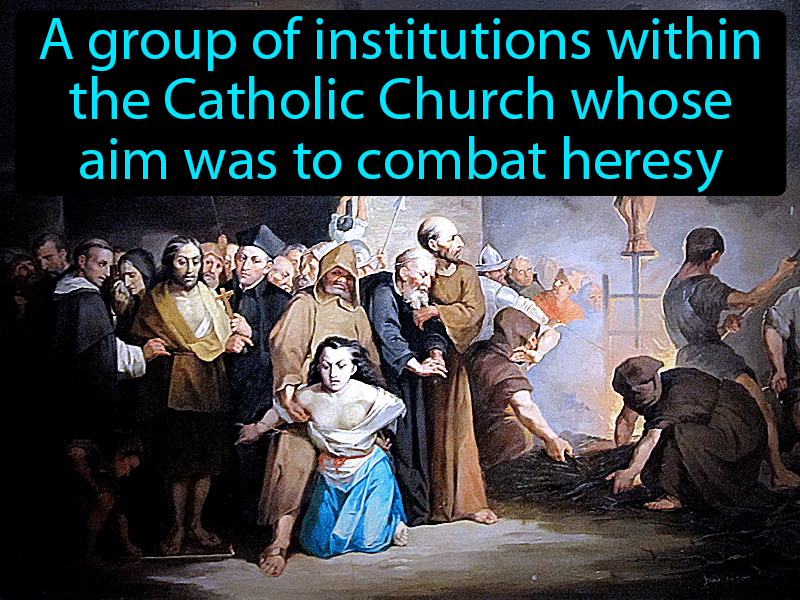 A group of institutions within
the Catholic Church whose
aim was to combat heresy